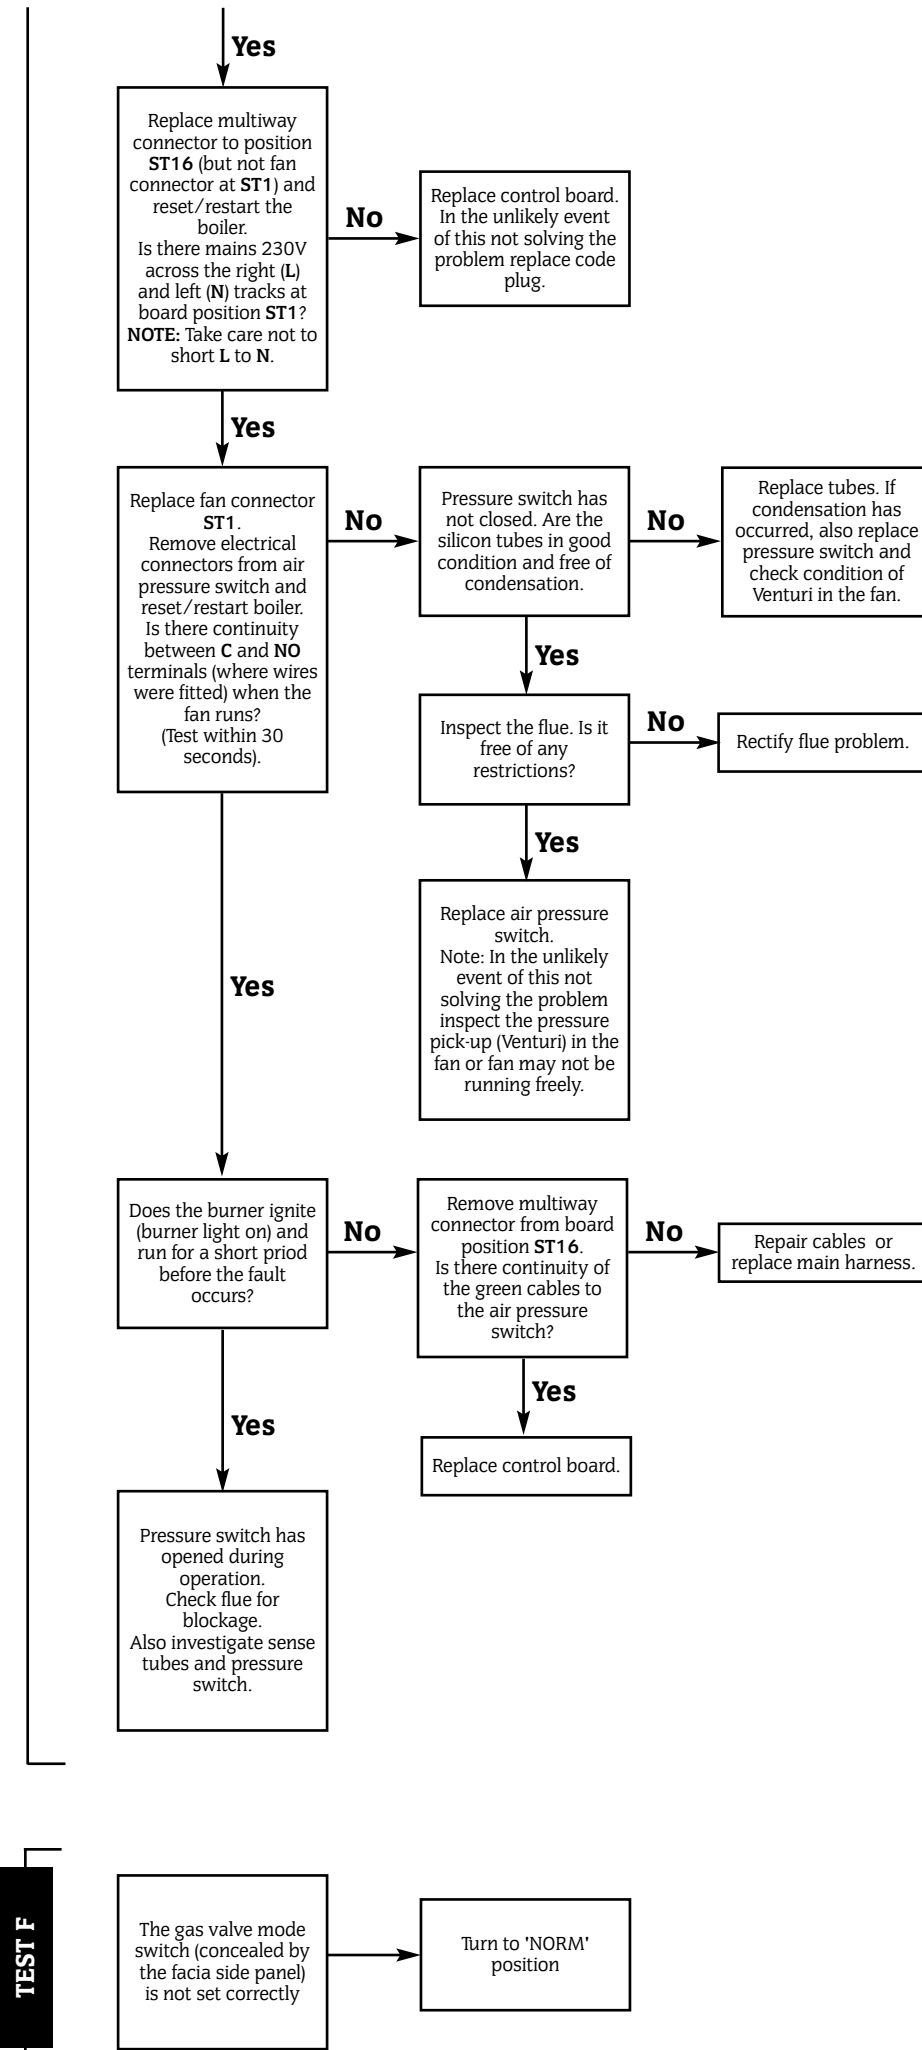 Yes
Replace multiway
connector to position
ST16 (but not fan
connector at ST1) and
reset/restart the
boiler.
Is there mains 230V
across the right (L)
and left (N) tracks at
board position ST1?
NOTE: Take care not to
short L to N.
No
Replace control board.
In the unlikely event
of this not solving the
problem replace code
plug.
Yes
Replace fan connector
ST1.
Remove electrical
connectors from air
pressure switch and
reset/restart boiler.
Is there continuity
between C and NO
terminals (where wires
were fitted) when the
fan runs?
(Test within 30
seconds).
No
Pressure switch has
not closed. Are the
silicon tubes in good
condition and free of
condensation.
No
Replace tubes. If
condensation has
occurred, also replace
pressure switch and
check condition of
Venturi in the fan.
Yes
Inspect the flue. Is it
free of any
restrictions?
No
Rectify flue problem.
Yes
Replace air pressure
switch.
Note: In the unlikely
event of this not
solving the problem
inspect the pressure
pick-up (Venturi) in the
fan or fan may not be
running freely.
Yes
Does the burner ignite
(burner light on) and
run for a short priod
before the fault
occurs?
No
Remove multiway
connector from board
position ST16.
Is there continuity of
the green cables to
the air pressure
switch?
No
Repair cables or
replace main harness.
Yes
Replace control board.
Yes
Pressure switch has
opened during
operation.
Check flue for
blockage.
Also investigate sense
tubes and pressure
switch.
TEST F
The gas valve mode
switch (concealed by
the facia side panel)
is not set correctly
Turn to 'NORM'
position